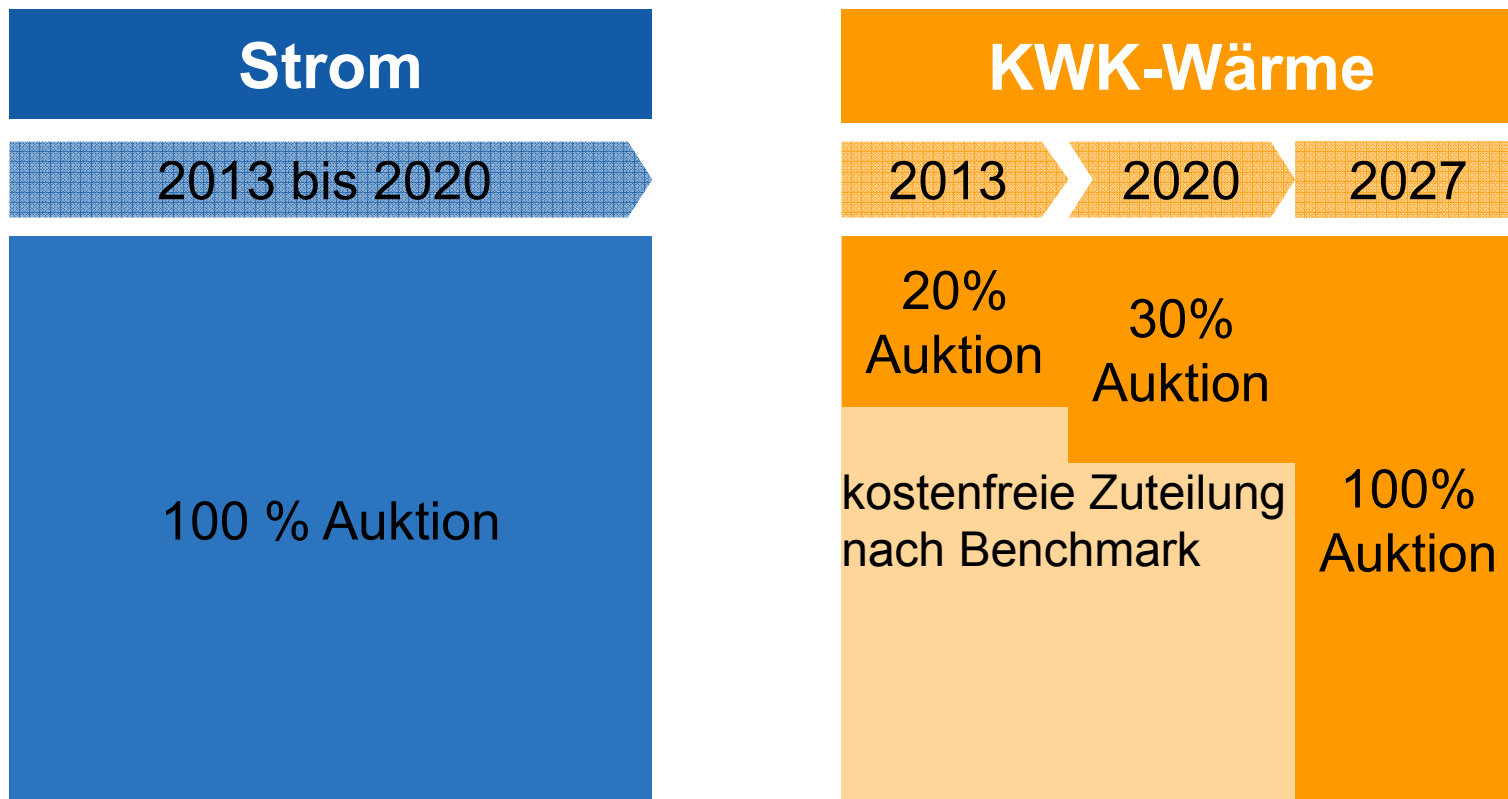 Strom
2013 bis 2020
100 % Auktion
KWK-Wärme
2013
2020
2027
20%
Auktion
30%
Auktion
kostenfreie Zuteilung
nach Benchmark
100%
Auktion